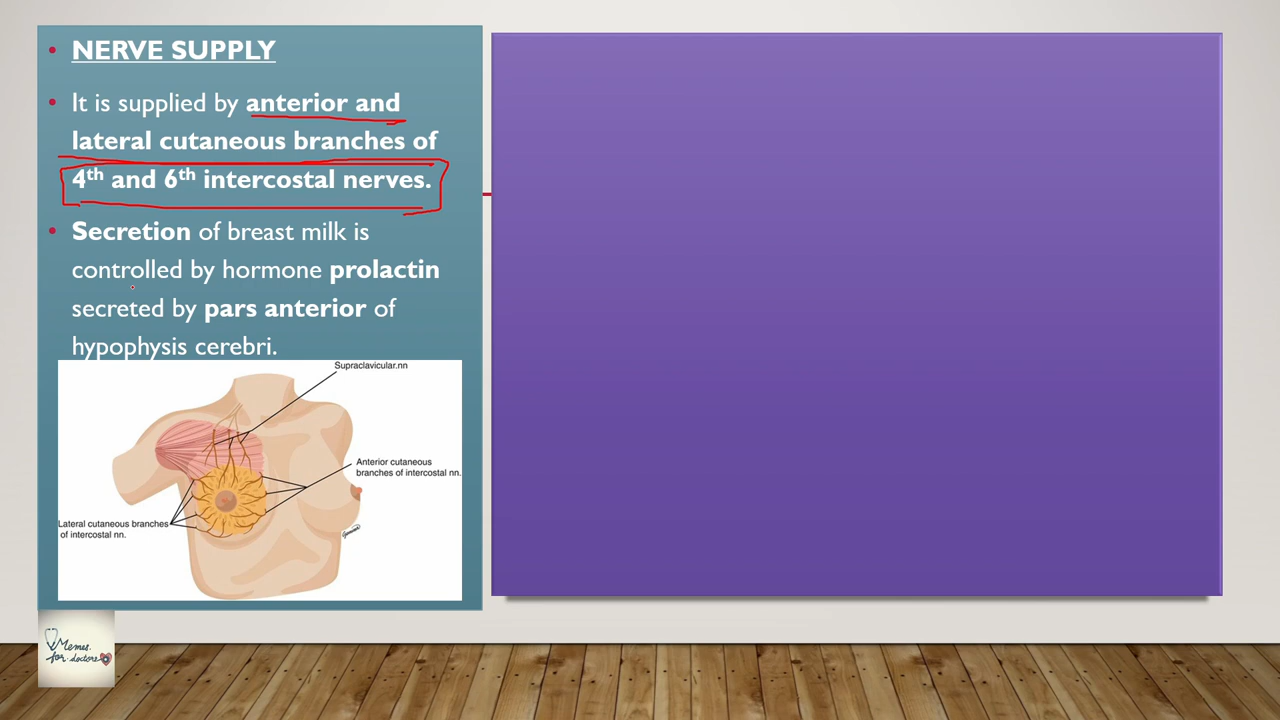 NERVE SUPPLY
It is supplied by anterior and
lateral cutaneous branches of
4th and 6th intercostal nerves.
Secretion of breast milk is
controlled by hormone prolactin
secreted by pars anterior of
hypophysis cerebri.
Supraclavicular.nn
Anterior cutaneous
branches of intercostal nn.
Lateral cutaneous branches
of intercostal nn.
Memes.
for.doctors